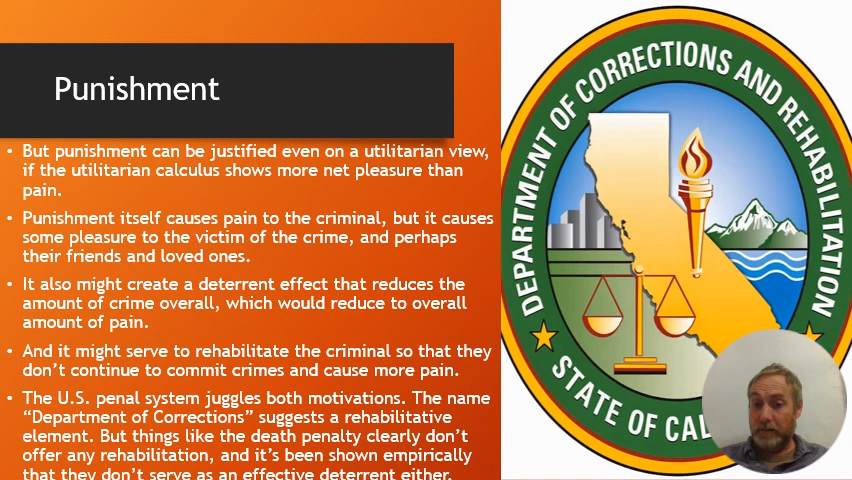 Punishment
• But punishment can be justified even on a utilitarian view,
if the utilitarian calculus shows more net pleasure than
pain.
• Punishment itself causes pain to the criminal, but it causes
some pleasure to the victim of the crime, and perhaps
their friends and loved ones.
• It also might create a deterrent effect that reduces the
amount of crime overall, which would reduce to overall
amount of pain.
• And it might serve to rehabilitate the criminal so that they
don’t continue to commit crimes and cause more pain.
• The U.S. penal system juggles both motivations. The name
“Department of Corrections” suggests a rehabilitative
element. But things like the death penalty clearly don’t
offer any rehabilitation, and it’s been shown empirically
that they don’t serve as an effective deterrent either.
DEPARTMENT OF CORRECTIONS AND REHABILITATION
STATE OF CAL